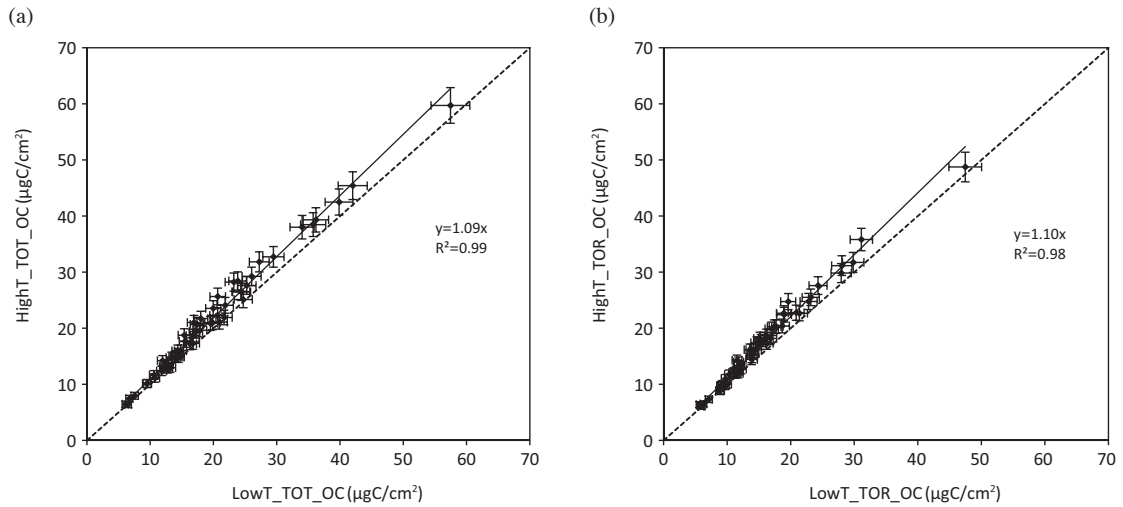 (a)
70
60
50
40
30
20
10
0
HighT_TOT_OC (µgC/cm²)
y=1.09x
R²=0.99
0 10 20 30 40 50 60 70
LowT_TOT_OC (µgC/cm²)
(b)
70
60
50
40
30
20
10
0
HighT_TOR_OC (µgC/cm²)
y=1.10x
R²=0.98
0 10 20 30 40 50 60 70
LowT_TOR_OC (µgC/cm²)